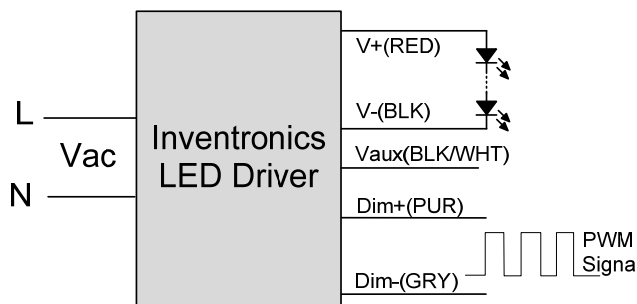 L
Vac
N
Inventronics
LED Driver
V+(RED)
V-(BLK)
Vaux(BLK/WHT)
Dim+(PUR)
Dim-(GRY)
PWM
Signa